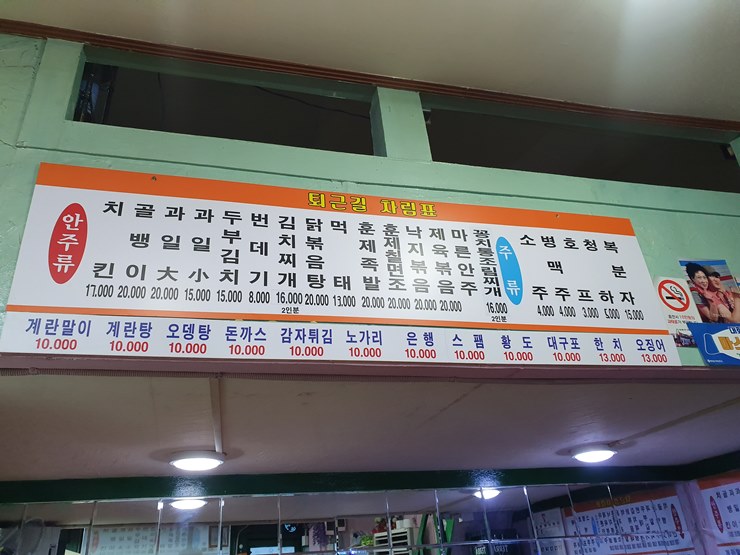 퇴근길 차림표
안주류
치킨 17.000
골뱅이 20.000
과일大 20.000
과일小 15.000
두부김치 15.000
번데기 8.000
김치찌개 16.000 2인분
닭볶음탕 20.000
먹태 13.000
훈제족발 20.000
훈제칠면조 20.000
낙지볶음 20.000
제육볶음 20.000
마른안주 20.000
꽁치통조림찌개 16.000 2인분
주류
소주 4.000
병맥주 4.000
호프 3.000
청하 5.000
복분자 15.000
계란말이 10.000
계란탕 10.000
오뎅탕 10.000
돈까스 10.000
감자튀김 10.000
노가리 10.000
은행 10.000
스팸 10.000
황도 10.000
대구포 10.000
한치 13.000
오징어 13.000